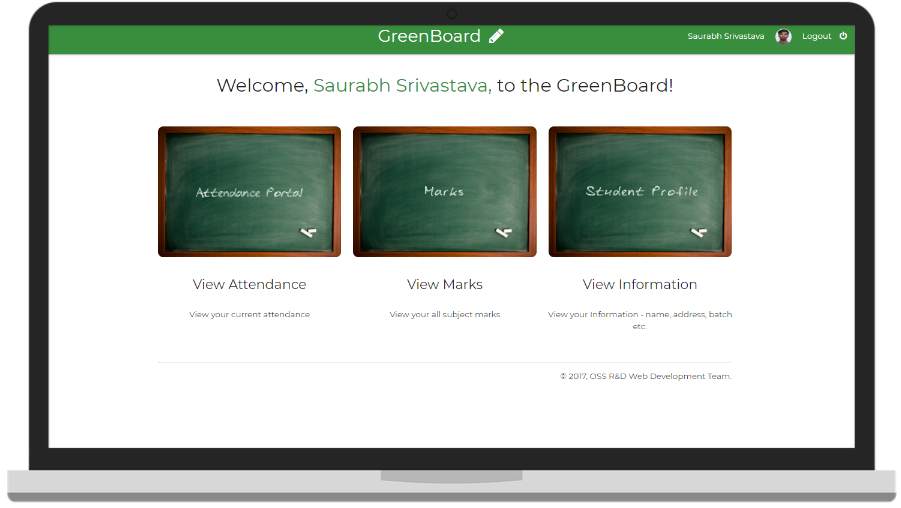 GreenBoard
Saurabh Srivastava
Logout
Welcome, Saurabh Srivastava, to the GreenBoard!
Attendance Portal
Marks
Student Profile
View Attendance
View Marks
View Information
View your current attendance
View your all subject marks
View your Information - name, address, batch
etc.
© 2017, OSS R&D Web Development Team.